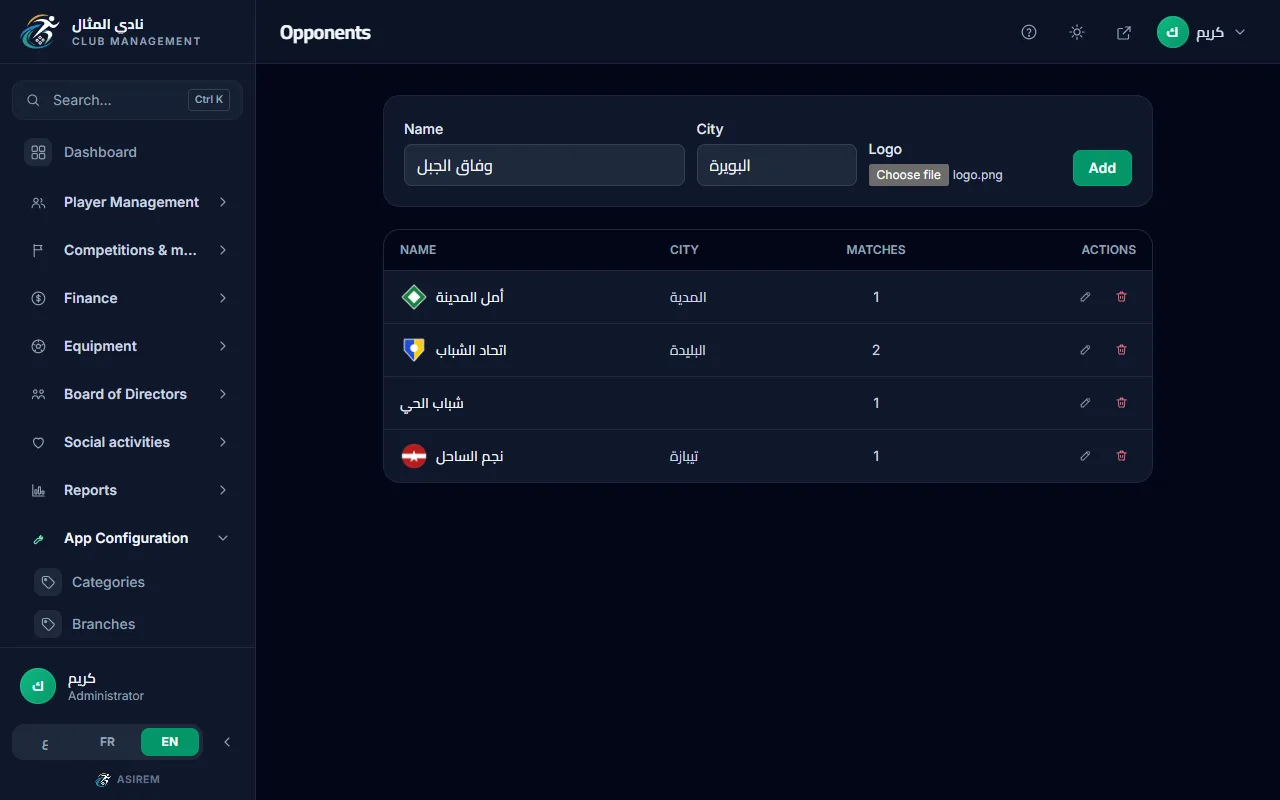 نادي المثال
CLUB MANAGEMENT
Opponents
ك
كريم
Search...
Ctrl K
Dashboard
Player Management
Competitions & m...
Finance
Equipment
Board of Directors
Social activities
Reports
App Configuration
Categories
Branches
ك
كريم
Administrator
ع
FR
EN
ASIREM
Name
City
Logo
وفاق الجبل
البويرة
Choose file
logo.png
Add
NAME
CITY
MATCHES
ACTIONS
أمل المدينة
المدية
1
اتحاد الشباب
البليدة
2
شباب الحي
1
نجم الساحل
تيبازة
1